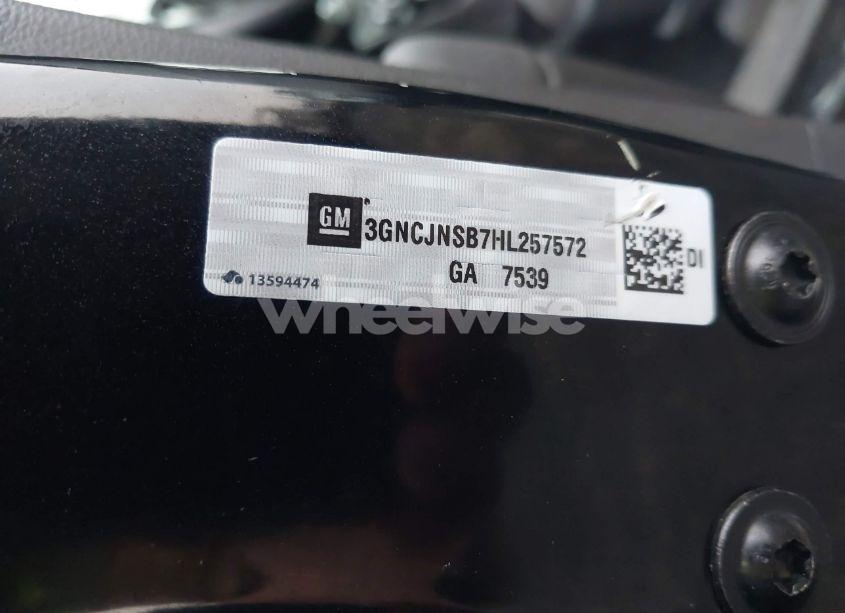 GM
3GNCJNSB7HL257572
GA 7539
13594474
DI
wheelwise